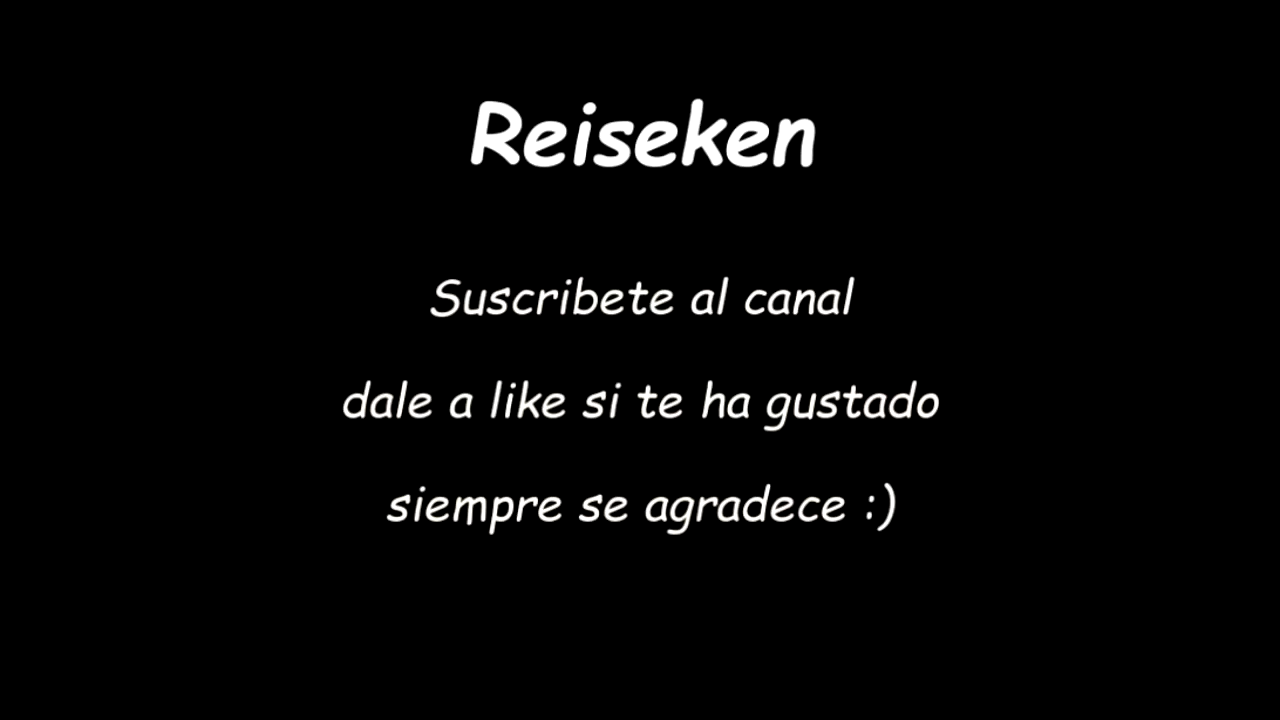 Reiseken
Suscribete al canal
dale a like si te ha gustado
siempre se agradece :)